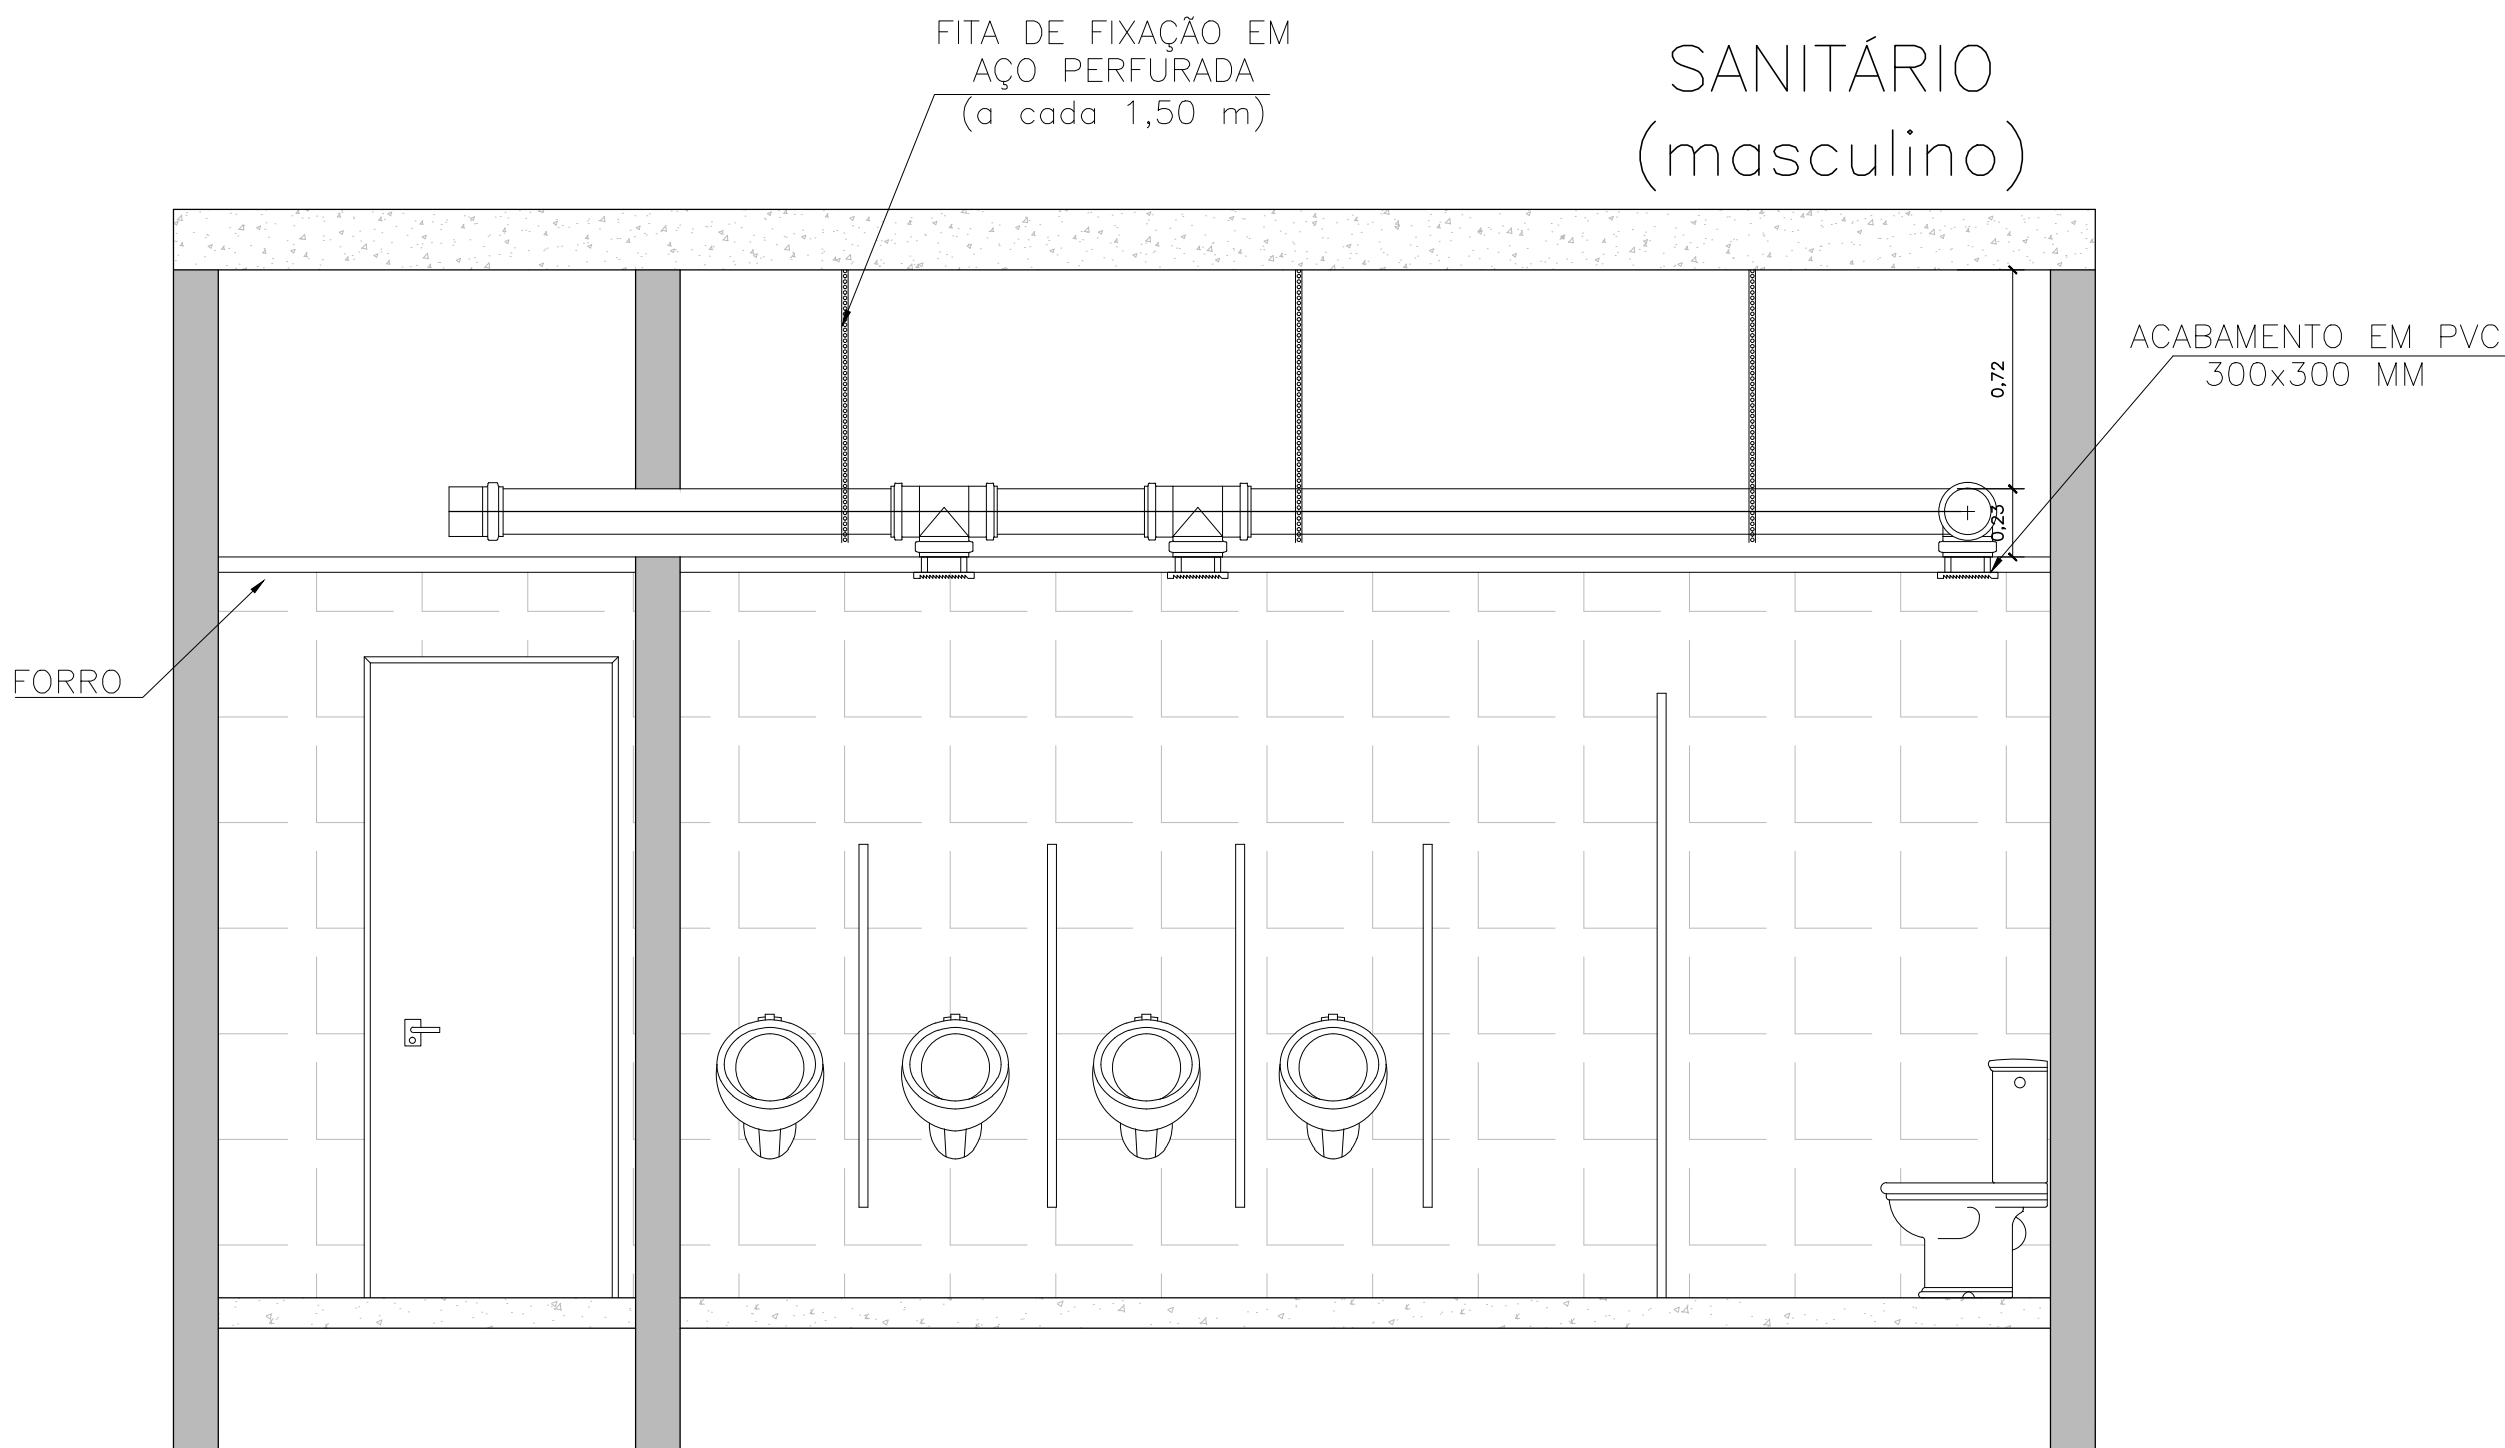 FITA DE FIXAÇÃO EM
AÇO PERFURADA
(a cada 1,50 m)
SANITÁRIO
(masculino)
ACABAMENTO EM PVC
300x300 MM
0,72
0,23
FORRO